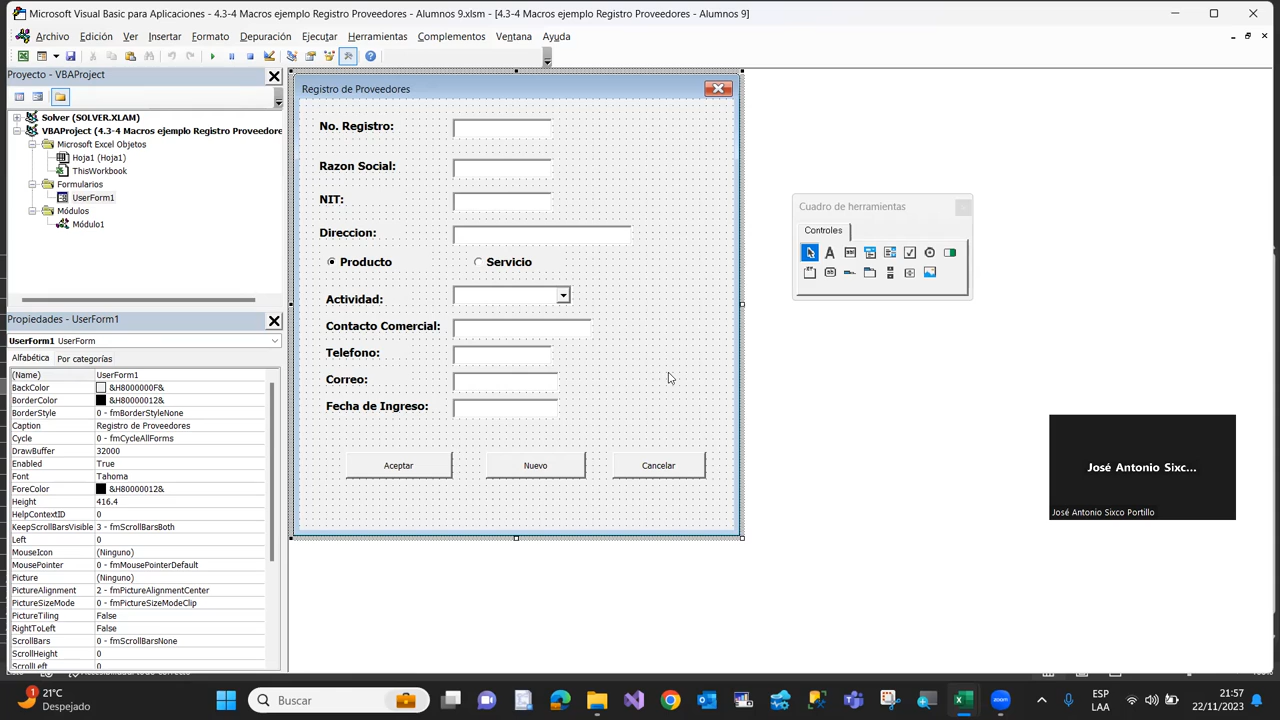 Microsoft Visual Basic para Aplicaciones - 4.3-4 Macros ejemplo Registro Proveedores - Alumnos 9.xlsm - [4.3-4 Macros ejemplo Registro Proveedores - Alumnos 9]
Archivo Edición Ver Insertar Formato Depuración Ejecutar Herramientas Complementos Ventana Ayuda
Proyecto - VBAProject
Solver (SOLVER.XLAM)
VBAProject (4.3-4 Macros ejemplo Registro Proveedore
Microsoft Excel Objetos
Hoja1 (Hoja1)
ThisWorkbook
Formularios
UserForm1
Módulos
Módulo1
Propiedades - UserForm1
UserForm1 UserForm
Alfabética Por categorías
(Name) UserForm1
BackColor &H8000000F&
BorderColor &H80000012&
BorderStyle 0 - fmBorderStyleNone
Caption Registro de Proveedores
Cycle 0 - fmCycleAllForms
DrawBuffer 32000
Enabled True
Font Tahoma
ForeColor &H80000012&
Height 416.4
HelpContextID 0
KeepScrollBarsVisible 3 - fmScrollBarsBoth
Left 0
MouseIcon (Ninguno)
MousePointer 0 - fmMousePointerDefault
Picture (Ninguno)
PictureAlignment 2 - fmPictureAlignmentCenter
PictureSizeMode 0 - fmPictureSizeModeClip
PictureTiling False
RightToLeft False
ScrollBars 0 - fmScrollBarsNone
ScrollHeight 0
ScrollLeft 0
Registro de Proveedores
No. Registro:
Razon Social:
NIT:
Direccion:
Producto Servicio
Actividad:
Contacto Comercial:
Telefono:
Correo:
Fecha de Ingreso:
Aceptar Nuevo Cancelar
Cuadro de herramientas
Controles
José Antonio Sixc...
José Antonio Sixco Portillo
21°C
Despejado
Buscar
ESP
LAA
21:57
22/11/2023